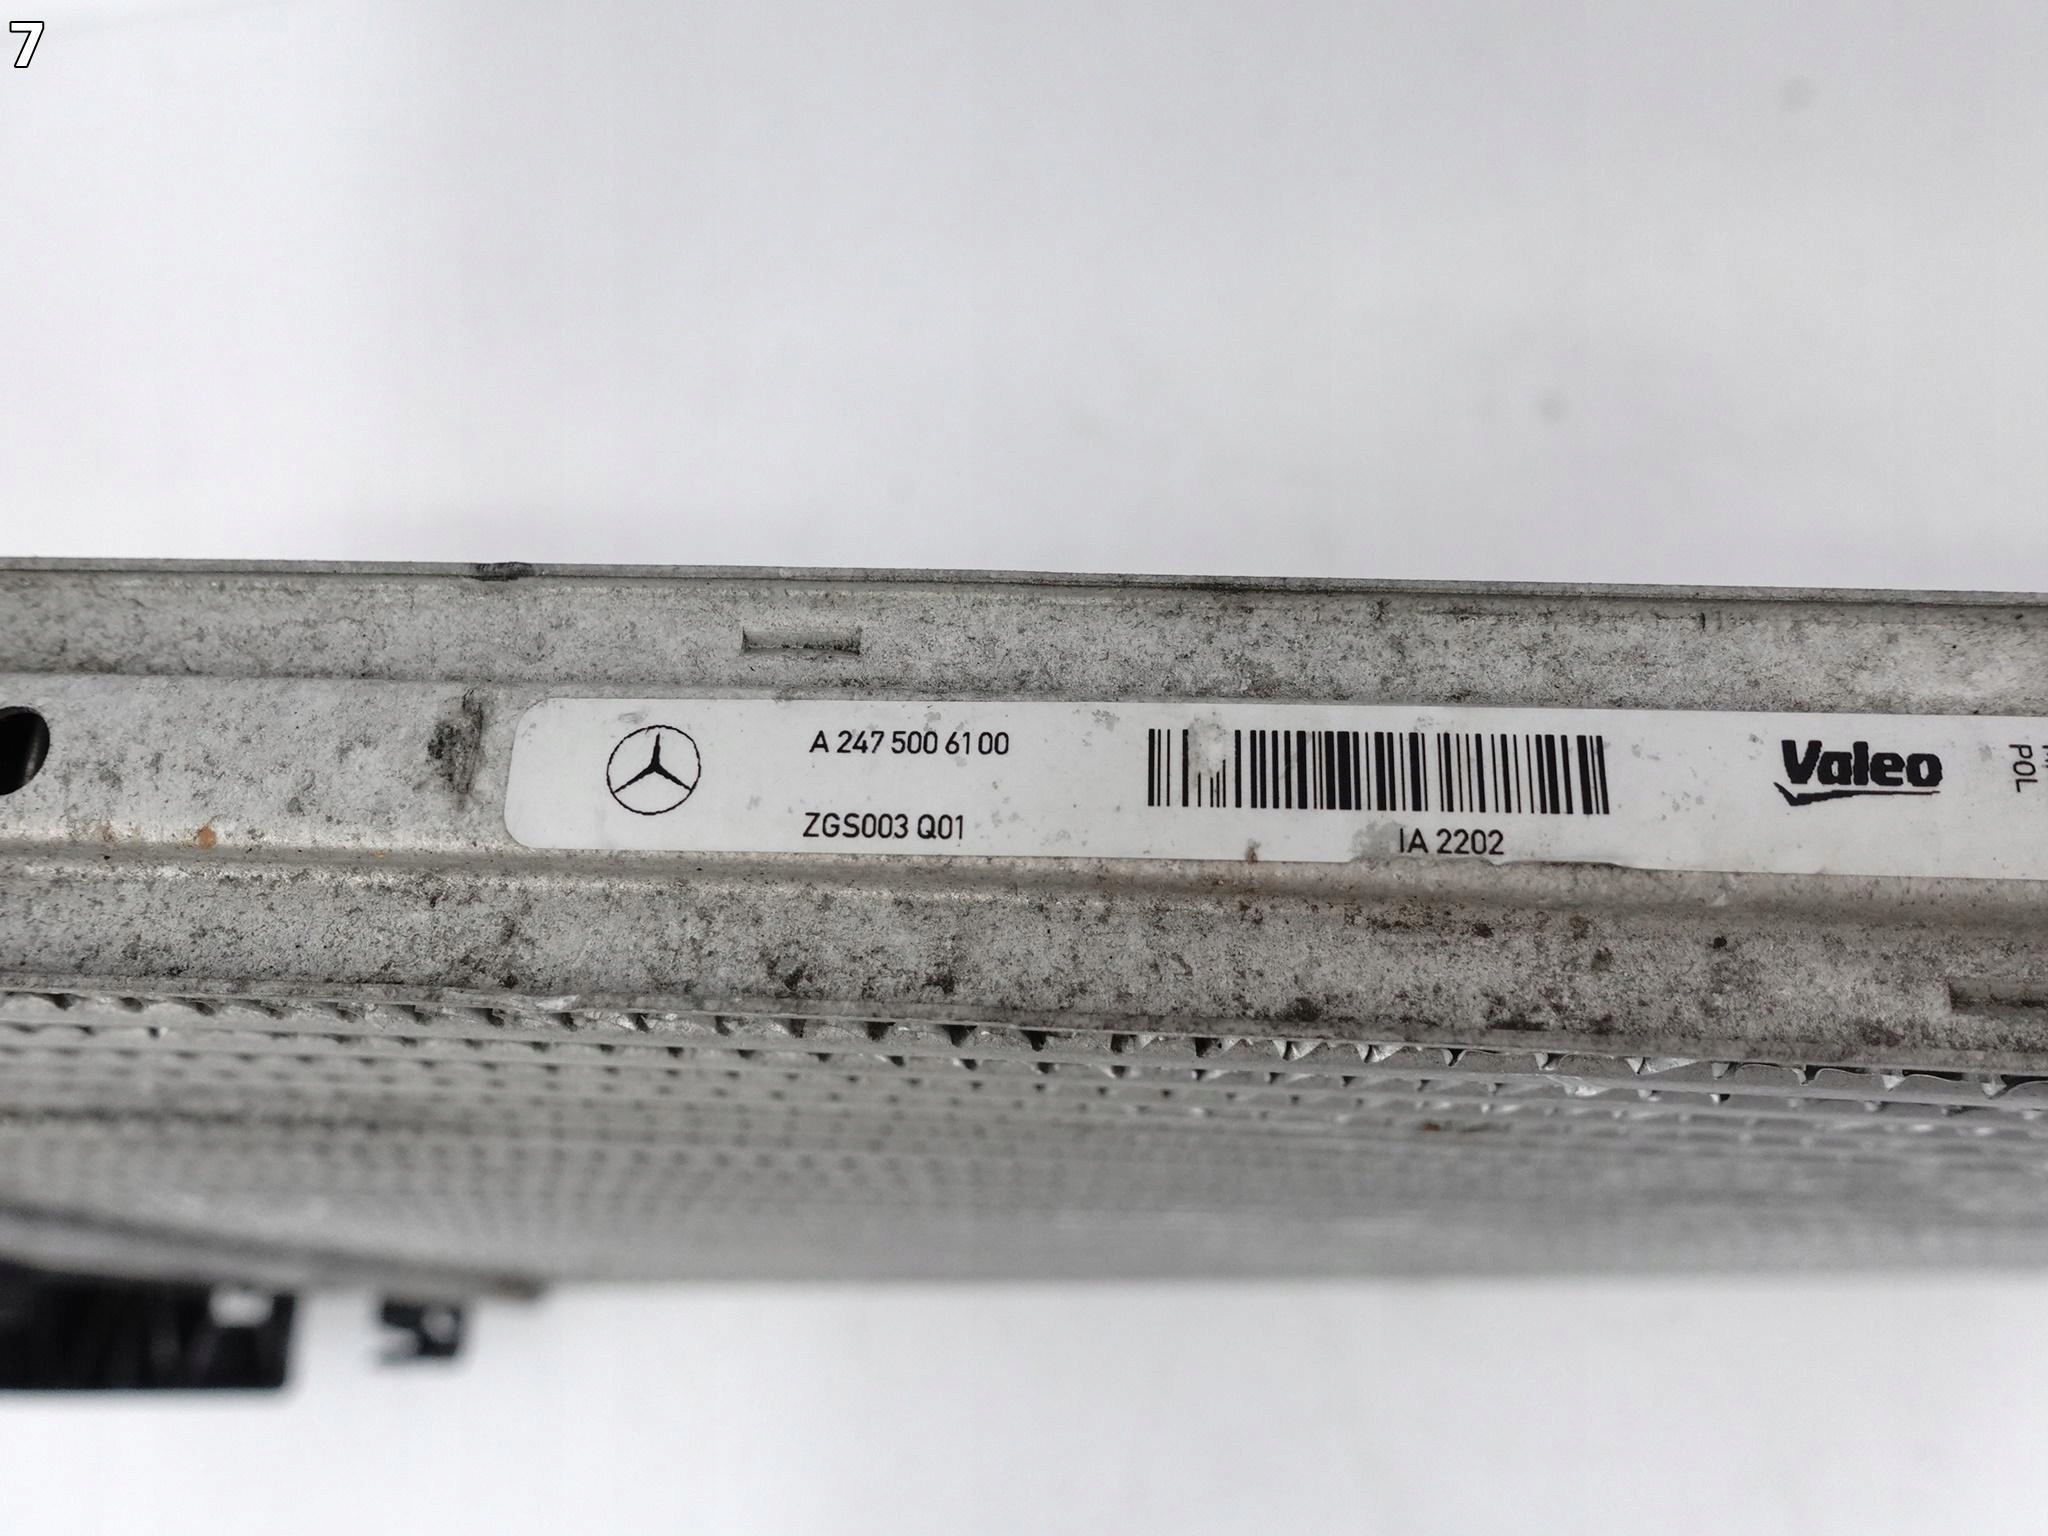 7
A 247 500 61 00
ZGS003 Q01
IA 2202
Valeo
POL